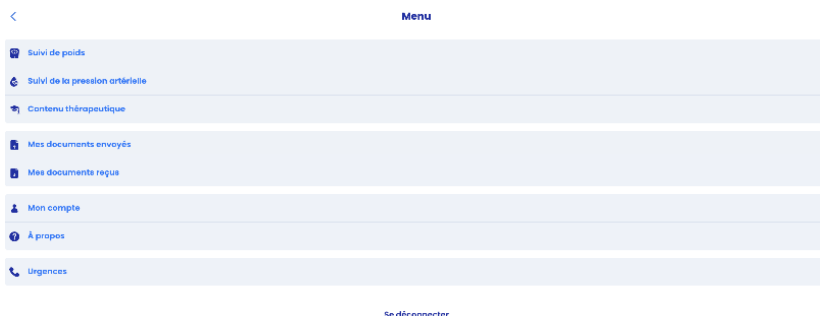 Menu
Suivi de poids
Suivi de la pression artérielle
Contenu thérapeutique
Mes documents envoyés
Mes documents reçus
Mon compte
À propos
Urgences
Se déconnecter